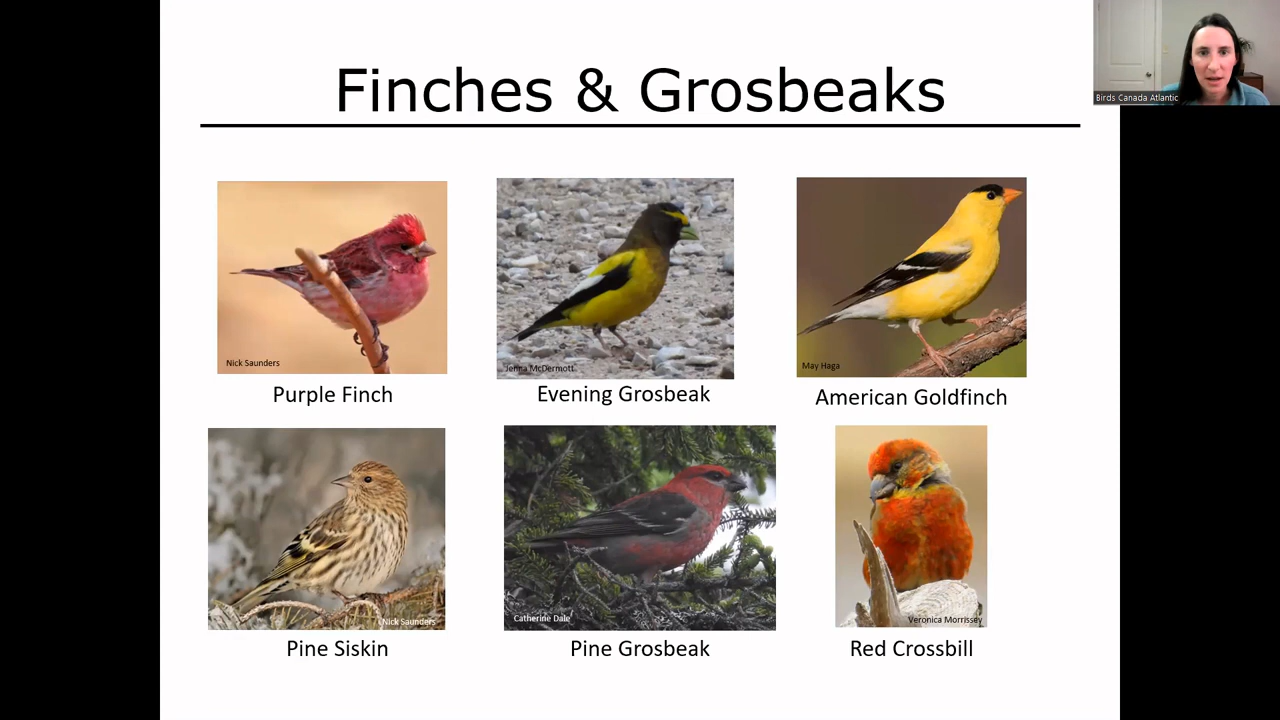 Finches & Grosbeaks
Birds Canada Atlantic
Nick Saunders
Jenna McDermott
May Haga
Purple Finch
Evening Grosbeak
American Goldfinch
Nick Saunders
Catherine Dale
Veronica Morrissey
Pine Siskin
Pine Grosbeak
Red Crossbill